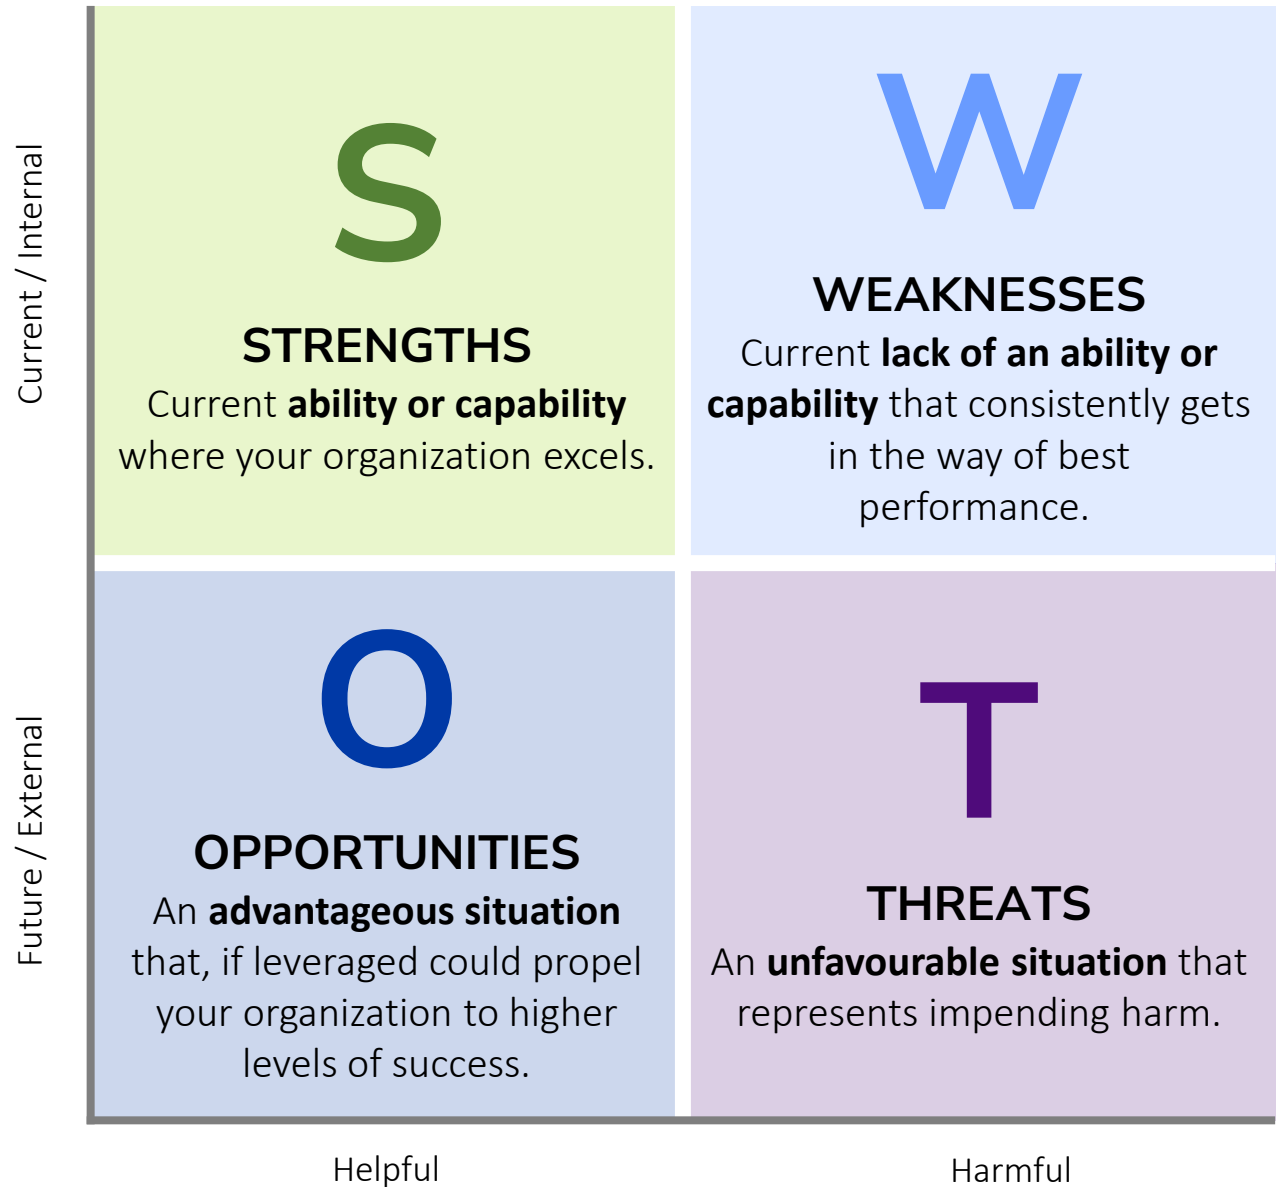 Current / Internal
S
STRENGTHS
Current ability or capability
where your organization excels.
W
WEAKNESSES
Current lack of an ability or
capability that consistently gets
in the way of best
performance.
Future / External
O
OPPORTUNITIES
An advantageous situation
that, if leveraged could propel
your organization to higher
levels of success.
T
THREATS
An unfavourable situation that
represents impending harm.
Helpful
Harmful